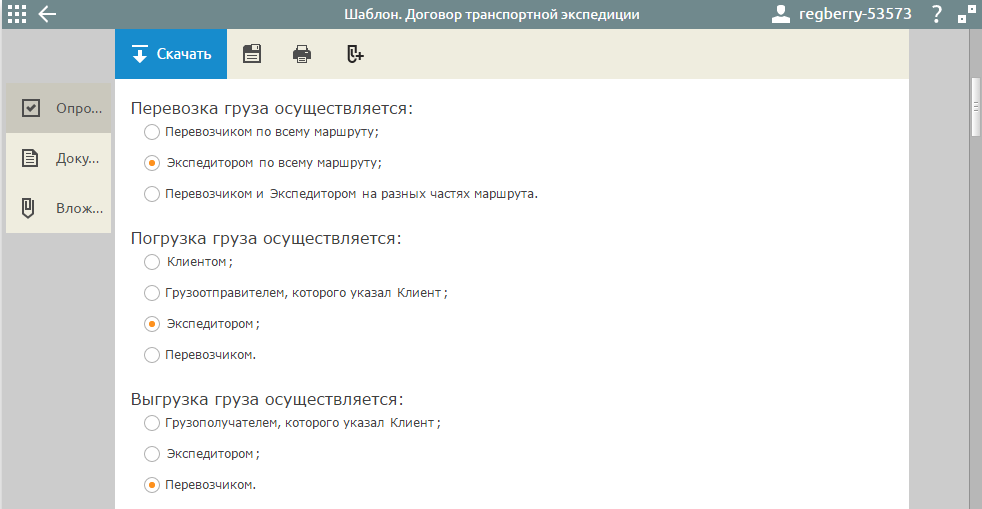 Шаблон. Договор транспортной экспедиции
regberry-53573
?
Скачать
Опро...
Доку...
Влож...
Перевозка груза осуществляется:
Перевозчиком по всему маршруту;
Экспедитором по всему маршруту;
Перевозчиком и Экспедитором на разных частях маршрута.
Погрузка груза осуществляется:
Клиентом;
Грузоотправителем, которого указал Клиент;
Экспедитором;
Перевозчиком.
Выгрузка груза осуществляется:
Грузополучателем, которого указал Клиент;
Экспедитором;
Перевозчиком.